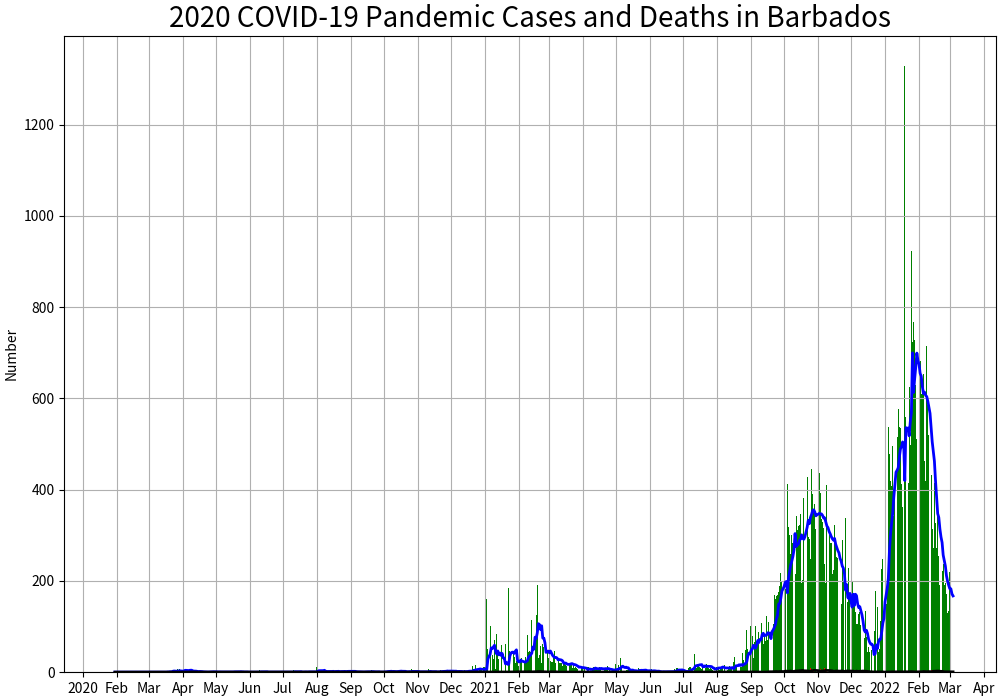 2020 COVID-19 Pandemic Cases and Deaths in Barbados
Number
1200
1000
800
600
400
200
0
2020 Feb Mar Apr May Jun Jul Aug Sep Oct Nov Dec 2021 Feb Mar Apr May Jun Jul Aug Sep Oct Nov Dec 2022 Feb Mar Apr